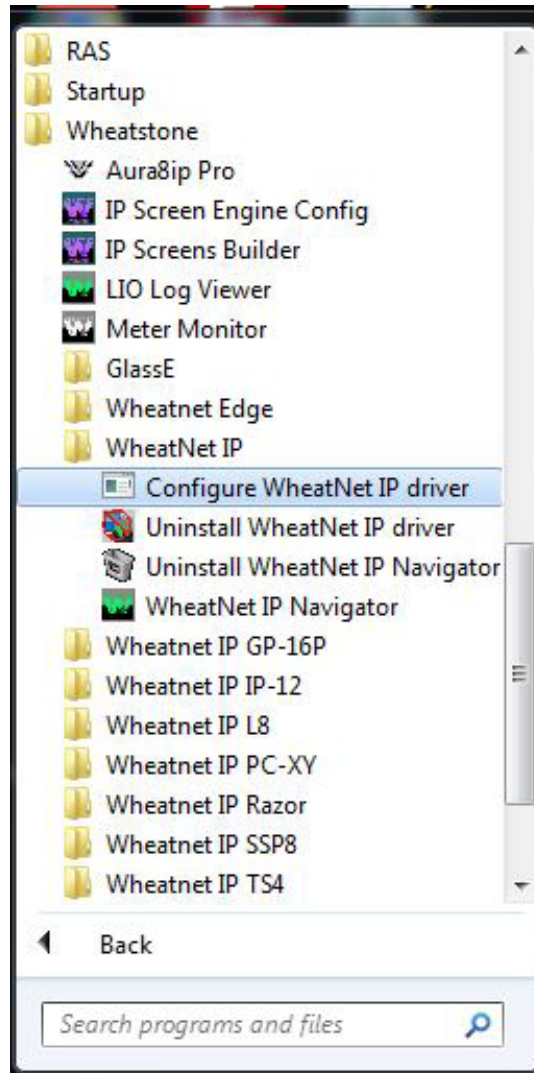 RAS
Startup
Wheatstone
Aura8ip Pro
IP Screen Engine Config
IP Screens Builder
LIO Log Viewer
Meter Monitor
GlassE
Wheatnet Edge
WheatNet IP
Configure WheatNet IP driver
Uninstall WheatNet IP driver
Uninstall WheatNet IP Navigator
WheatNet IP Navigator
Wheatnet IP GP-16P
Wheatnet IP IP-12
Wheatnet IP L8
Wheatnet IP PC-XY
Wheatnet IP Razor
Wheatnet IP SSP8
Wheatnet IP TS4
Back
Search programs and files